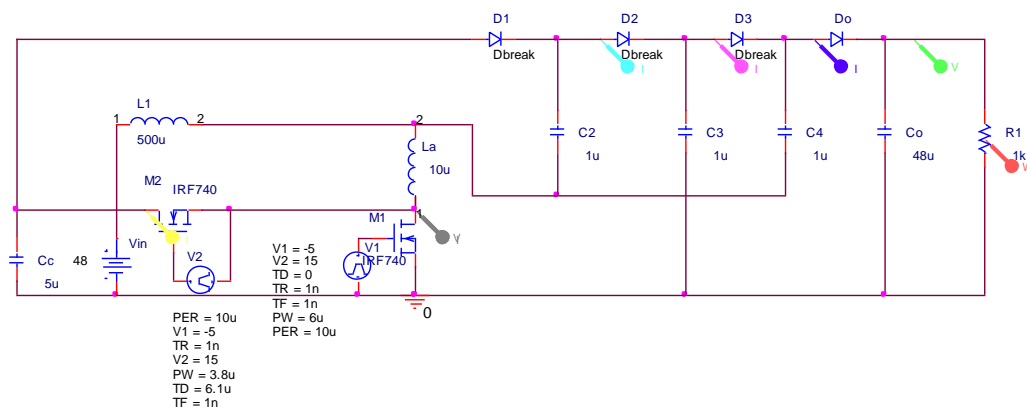 D1
D2
D3
Do
Dbreak
Dbreak
Dbreak
I
I
I
V
L1
1
2
2
500u
La
10u
C2
1u
C3
1u
C4
1u
Co
48u
R1
1k
M2
IRF740
1
M1
V
Vin
48
V2
V1
IRF740
Cc
5u
V1 = -5
V2 = 15
TD = 0
TR = 1n
TF = 1n
PW = 6u
PER = 10u
0
PER = 10u
V1 = -5
TR = 1n
V2 = 15
PW = 3.8u
TD = 6.1u
TF = 1n